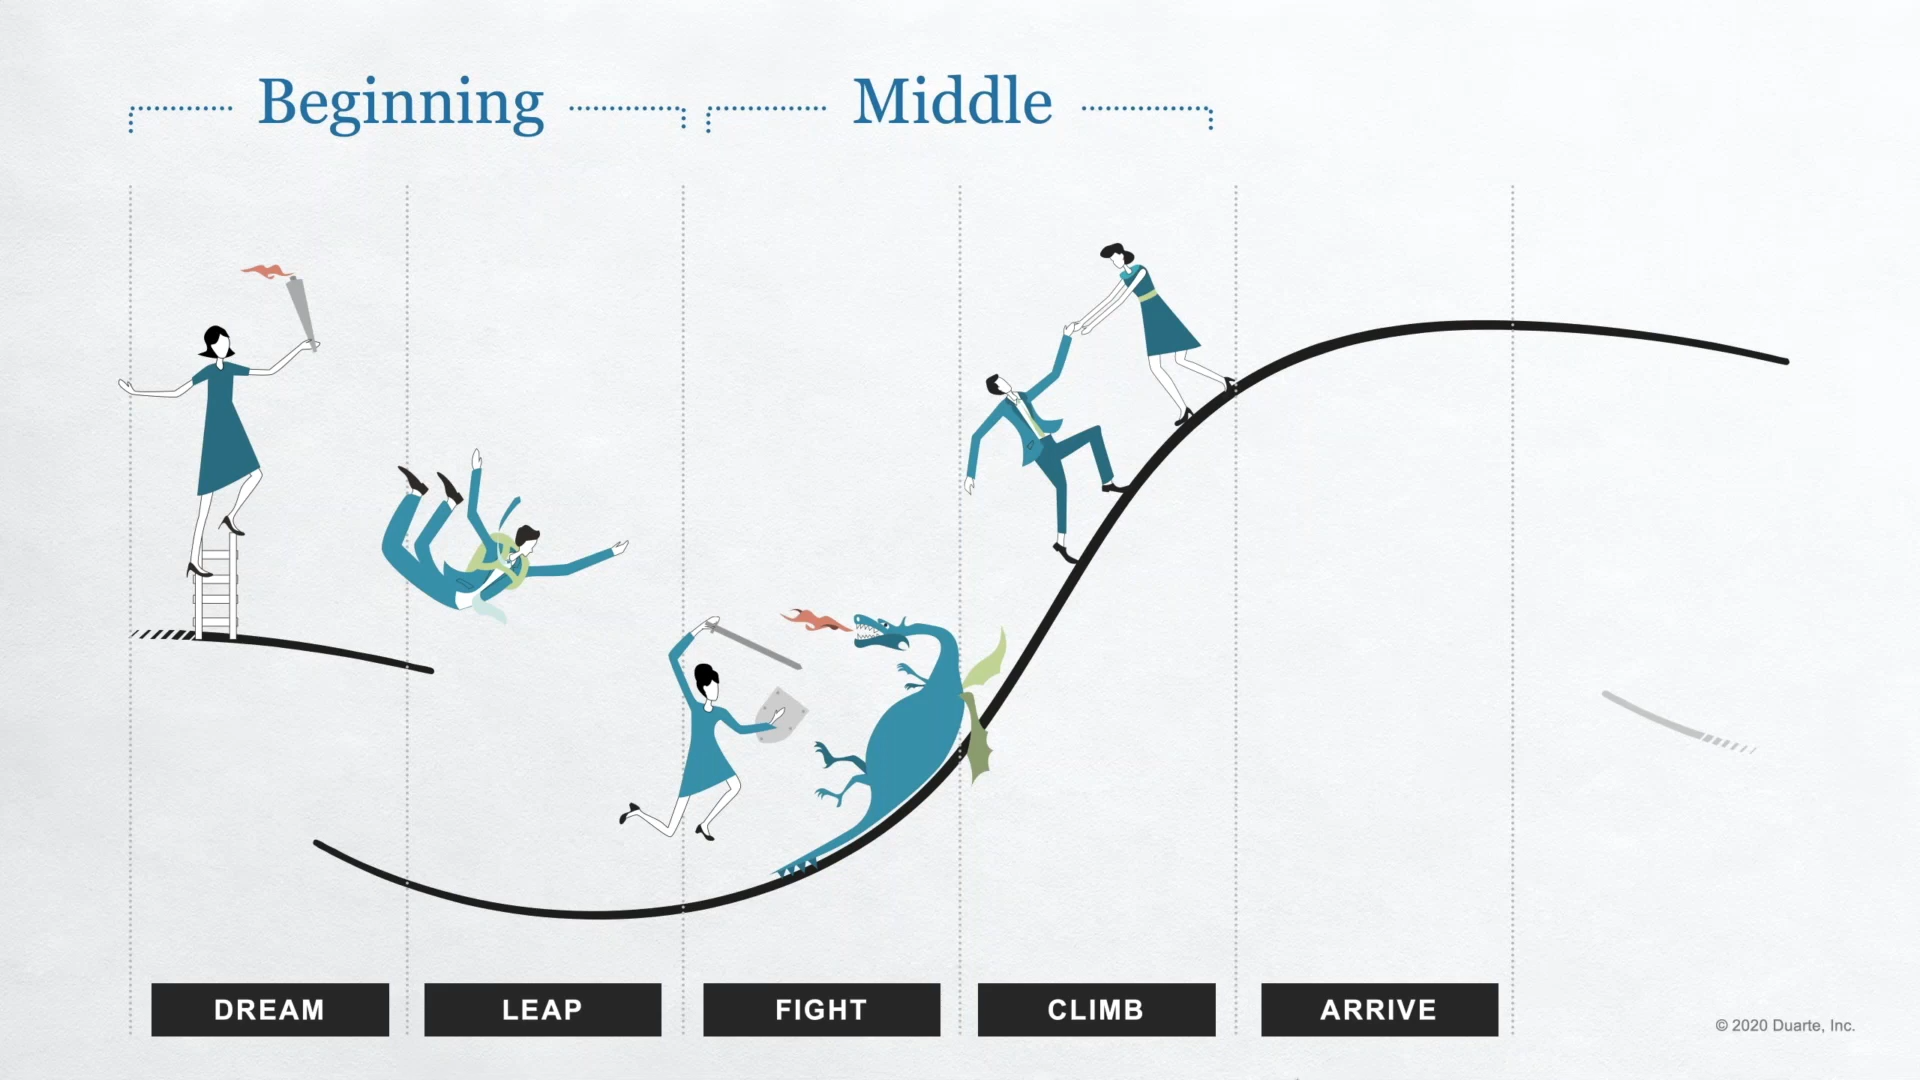 Beginning
Middle
DREAM
LEAP
FIGHT
CLIMB
ARRIVE
© 2020 Duarte, Inc.